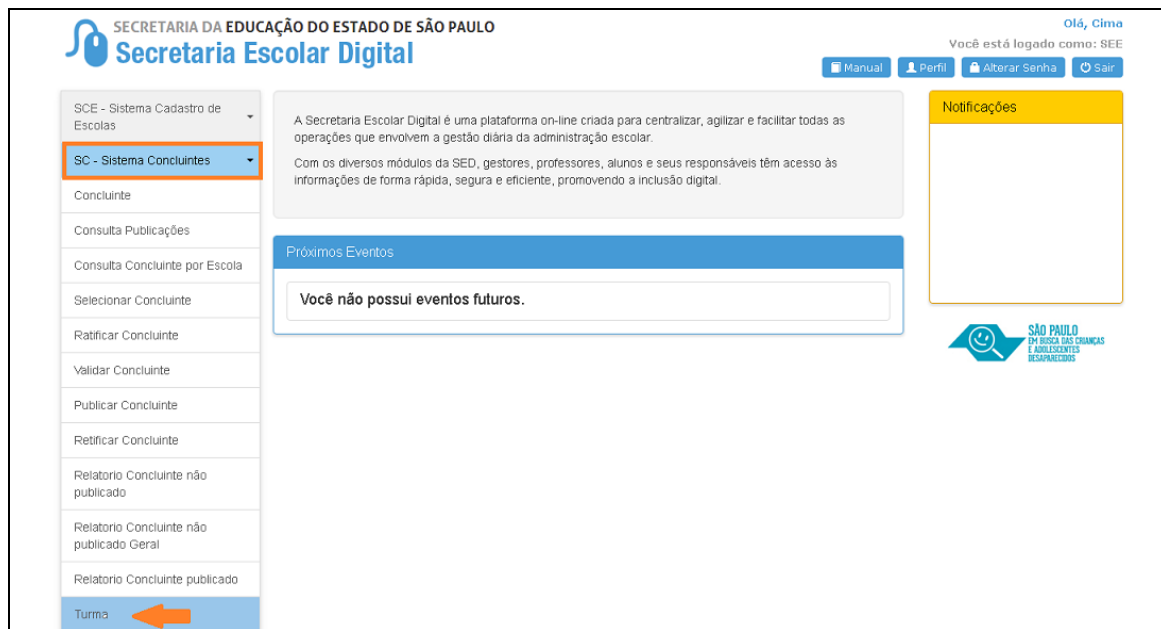 SECRETARIA DA EDUCAÇÃO DO ESTADO DE SÃO PAULO
Secretaria Escolar Digital
Olá, Cima
Você está logado como: SEE
Manual
Perfil
Alterar Senha
Sair
SCE - Sistema Cadastro de
Escolas
SC - Sistema Concluintes
Concluinte
Consulta Publicações
Consulta Concluinte por Escola
Selecionar Concluinte
Ratificar Concluinte
Validar Concluinte
Publicar Concluinte
Retificar Concluinte
Relatorio Concluinte não
publicado
Relatorio Concluinte não
publicado Geral
Relatorio Concluinte publicado
Turma
A Secretaria Escolar Digital é uma plataforma on-line criada para centralizar, agilizar e facilitar todas as
operações que envolvem a gestão diária da administração escolar.
Com os diversos módulos da SED, gestores, professores, alunos e seus responsáveis têm acesso às
informações de forma rápida, segura e eficiente, promovendo a inclusão digital.
Próximos Eventos
Você não possui eventos futuros.
Notificações
SÃO PAULO
EM BUSCA DAS CRIANÇAS
E ADOLESCENTES
DESAPARECIDOS